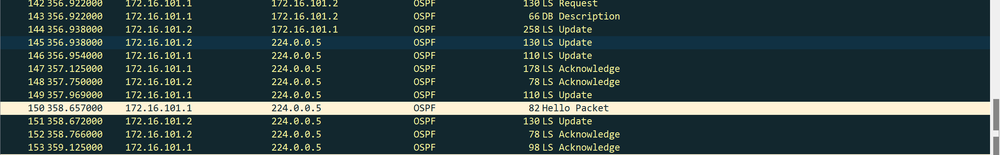 142 356.922000 172.16.101.1 172.16.101.2 OSPF 130 LS Request
143 356.922000 172.16.101.1 172.16.101.2 OSPF 66 DB Description
144 356.938000 172.16.101.2 172.16.101.1 OSPF 258 LS Update
145 356.938000 172.16.101.2 224.0.0.5 OSPF 130 LS Update
146 356.954000 172.16.101.1 224.0.0.5 OSPF 110 LS Update
147 357.125000 172.16.101.1 224.0.0.5 OSPF 178 LS Acknowledge
148 357.750000 172.16.101.2 224.0.0.5 OSPF 78 LS Acknowledge
149 357.969000 172.16.101.1 224.0.0.5 OSPF 110 LS Update
150 358.657000 172.16.101.1 224.0.0.5 OSPF 82 Hello Packet
151 358.672000 172.16.101.2 224.0.0.5 OSPF 130 LS Update
152 358.766000 172.16.101.2 224.0.0.5 OSPF 78 LS Acknowledge
153 359.125000 172.16.101.1 224.0.0.5 OSPF 98 LS Acknowledge